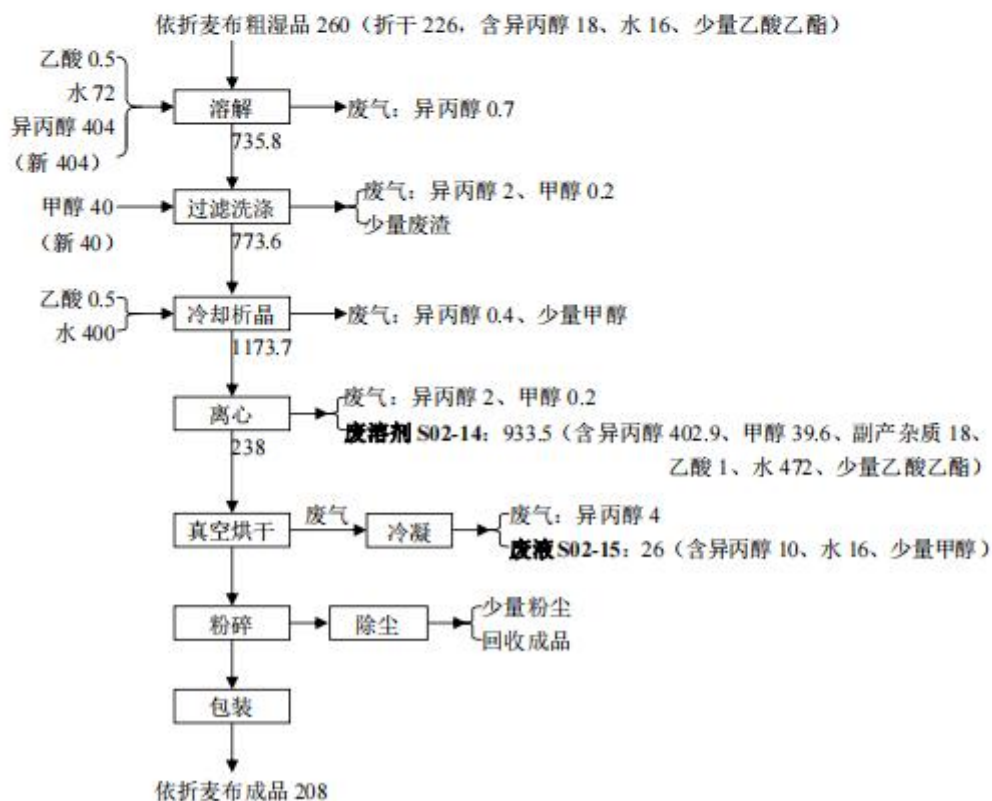 依折麦布粗湿品 260（折干 226，含异丙醇 18、水 16、少量乙酸乙酯）
乙酸 0.5
水 72
异丙醇 404
（新 404）
溶解
废气：异丙醇 0.7
735.8
甲醇 40
（新 40）
过滤洗涤
废气：异丙醇 2、甲醇 0.2
少量废渣
773.6
乙酸 0.5
水 400
冷却析晶
废气：异丙醇 0.4、少量甲醇
1173.7
离心
废气：异丙醇 2、甲醇 0.2
废溶剂 S02-14：933.5（含异丙醇 402.9、甲醇 39.6、副产杂质 18、
乙酸 1、水 472、少量乙酸乙酯）
238
真空烘干
废气
冷凝
废气：异丙醇 4
废液 S02-15：26（含异丙醇 10、水 16、少量甲醇）
粉碎
除尘
少量粉尘
回收成品
包装
依折麦布成品 208